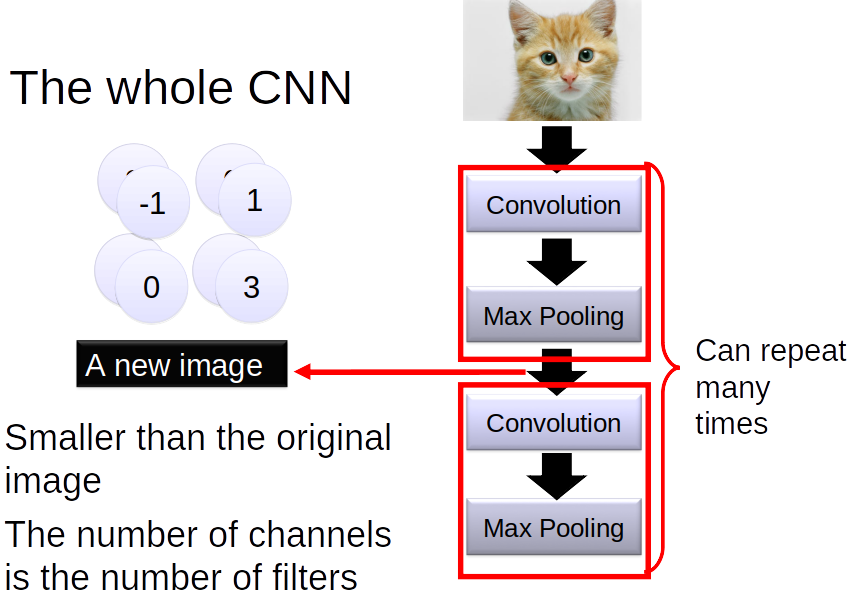 The whole CNN
-1
1
0
3
A new image
Smaller than the original
image
The number of channels
is the number of filters
Convolution
Max Pooling
Convolution
Max Pooling
Can repeat
many
times